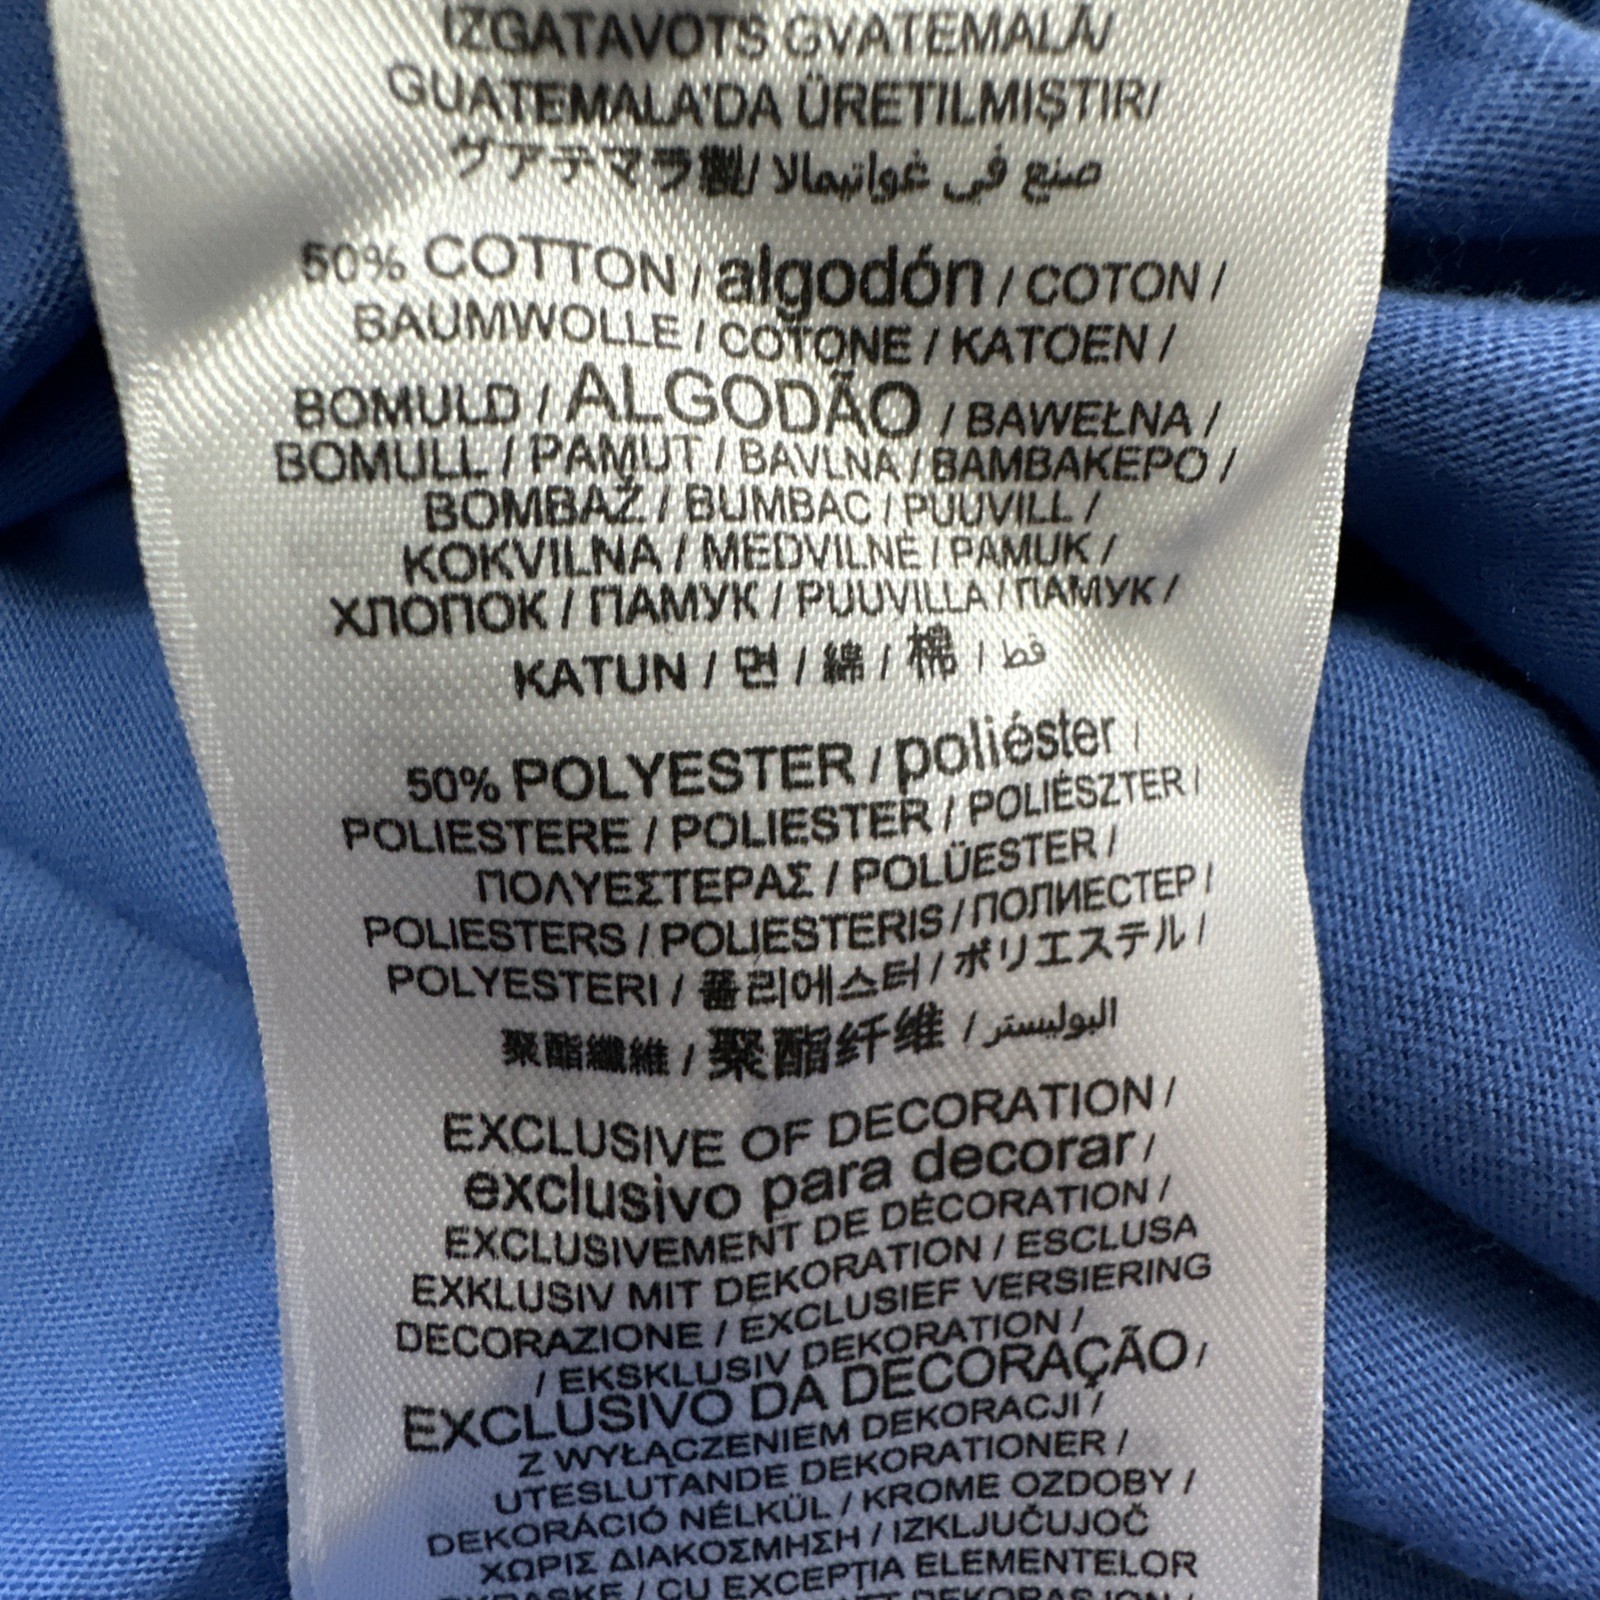 IZGATAVOTS GVATEMALĀ/
GUATEMALA'DA ÜRETILMIŞTIR/
グアテマラ製/ صنع في غواتيمالا
50% COTTON / algodón / COTON /
BAUMWOLLE / COTONE / KATOEN /
BOMULD / ALGODÃO / BAWEŁNA /
BOMULL / PAMUT / BAVLNA / BAMBAKEPO /
BOMBAŽ / BUMBAC / PUUVILL /
KOKVILNA / MEDVILNĖ / PAMUK /
ХЛОПОК / ПАМУК / PUUVILLA / ПАМУК /
KATUN / 면 / 綿 / 棉 / قط
50% POLYESTER / poliéster /
POLIESTERE / POLIESTER / POLIÉSZTER /
ΠΟΛΥΕΣΤΕΡΑΣ / POLÜESTER /
POLIESTERS / POLIESTERIS / ПОЛИЕСТЕР /
POLYESTERI / 폴리에스터 / ポリエステル /
聚酯纖維 / 聚酯纤维 / البوليستر
EXCLUSIVE OF DECORATION /
exclusivo para decorar /
EXCLUSIVEMENT DE DÉCORATION /
EXKLUSIV MIT DEKORATION / ESCLUSA
DECORAZIONE / EXCLUSIEF VERSIERING
/ EKSKLUSIV DEKORATION /
EXCLUSIVO DA DECORAÇÃO /
Z WYŁĄCZENIEM DEKORACJI /
UTESLUTANDE DEKORATIONER /
DEKORÁCIÓ NÉLKÜL / KROME OZDOBY /
ΧΩΡΙΣ ΔΙΑΚΟΣΜΗΣΗ / IZKLJUČUJOČ
OKRASKE / CU EXCEPȚIA ELEMENTELOR
DEKORASJON /